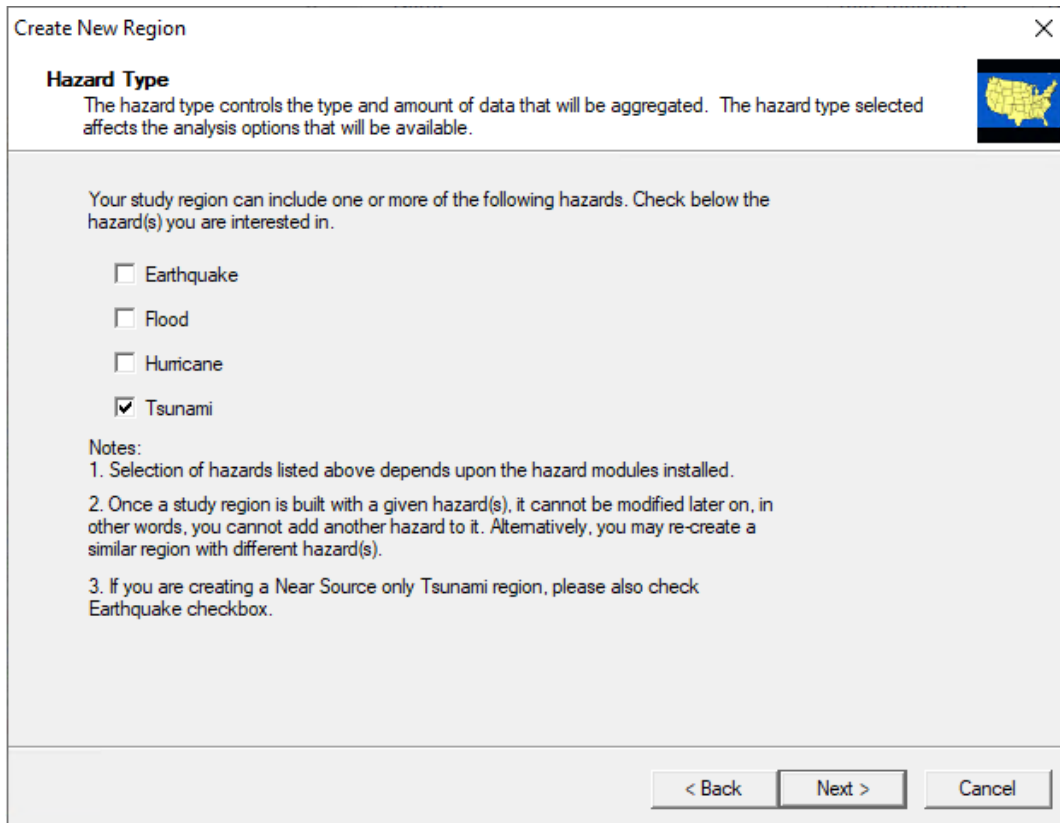 Create New Region
Hazard Type
The hazard type controls the type and amount of data that will be aggregated. The hazard type selected
affects the analysis options that will be available.
Your study region can include one or more of the following hazards. Check below the
hazard(s) you are interested in.
Earthquake
Flood
Hurricane
Tsunami
Notes:
1. Selection of hazards listed above depends upon the hazard modules installed.
2. Once a study region is built with a given hazard(s), it cannot be modified later on, in
other words, you cannot add another hazard to it. Alternatively, you may re-create a
similar region with different hazard(s).
3. If you are creating a Near Source only Tsunami region, please also check
Earthquake checkbox.
< Back
Next >
Cancel